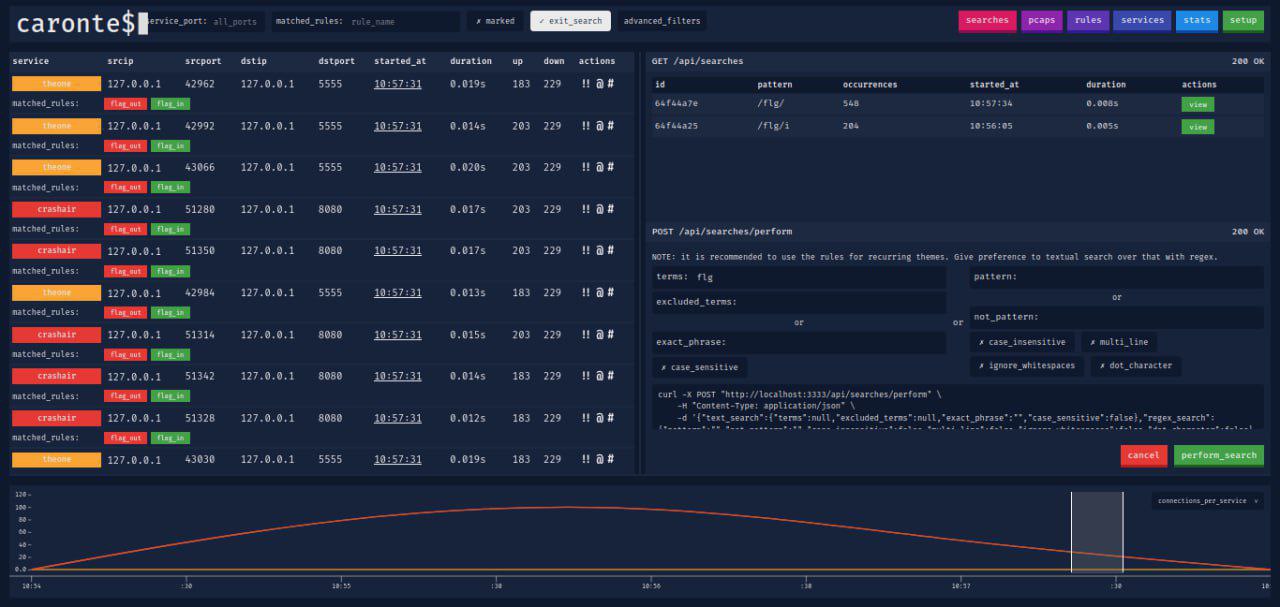 caronte$ service_port: all_ports matched_rules: rule_name ✗ marked ✓ exit_search advanced_filters searches pcaps rules services stats setup
service srcip srcport dstip dstport started_at duration up down actions
theone 127.0.0.1 42962 127.0.0.1 5555 10:57:31 0.019s 183 229 !! @ #
matched_rules: flag_out flag_in
theone 127.0.0.1 42992 127.0.0.1 5555 10:57:31 0.014s 203 229 !! @ #
matched_rules: flag_out flag_in
theone 127.0.0.1 43066 127.0.0.1 5555 10:57:31 0.020s 203 229 !! @ #
matched_rules: flag_out flag_in
crashair 127.0.0.1 51280 127.0.0.1 8080 10:57:31 0.017s 203 229 !! @ #
matched_rules: flag_out flag_in
crashair 127.0.0.1 51350 127.0.0.1 8080 10:57:31 0.017s 203 229 !! @ #
matched_rules: flag_out flag_in
theone 127.0.0.1 42984 127.0.0.1 5555 10:57:31 0.013s 183 229 !! @ #
matched_rules: flag_out flag_in
crashair 127.0.0.1 51314 127.0.0.1 8080 10:57:31 0.015s 203 229 !! @ #
matched_rules: flag_out flag_in
crashair 127.0.0.1 51342 127.0.0.1 8080 10:57:31 0.014s 183 229 !! @ #
matched_rules: flag_out flag_in
crashair 127.0.0.1 51328 127.0.0.1 8080 10:57:31 0.012s 183 229 !! @ #
matched_rules: flag_out flag_in
theone 127.0.0.1 43030 127.0.0.1 5555 10:57:31 0.019s 183 229 !! @ #
GET /api/searches 200 OK
id pattern occurrences started_at duration actions
64f44a7e /flg/ 548 10:57:34 0.008s view
64f44a25 /flg/i 204 10:56:05 0.005s view
POST /api/searches/perform 200 OK
NOTE: it is recommended to use the rules for recurring themes. Give preference to textual search over that with regex.
terms: flg
excluded_terms:
or
exact_phrase:
✗ case_sensitive
or
pattern:
or
not_pattern:
✗ case_insensitive ✗ multi_line
✗ ignore_whitespaces ✗ dot_character
curl -X POST "http://localhost:3333/api/searches/perform" \
-H "Content-Type: application/json" \
-d '{"text_search":{"terms":null,"excluded_terms":null,"exact_phrase":"","case_sensitive":false},"regex_search":
cancel perform_search
connections_per_service
120
100
80
60
40
20
0.0
10:54 :30 10:55 :30 10:56 :30 10:57 :30 10: